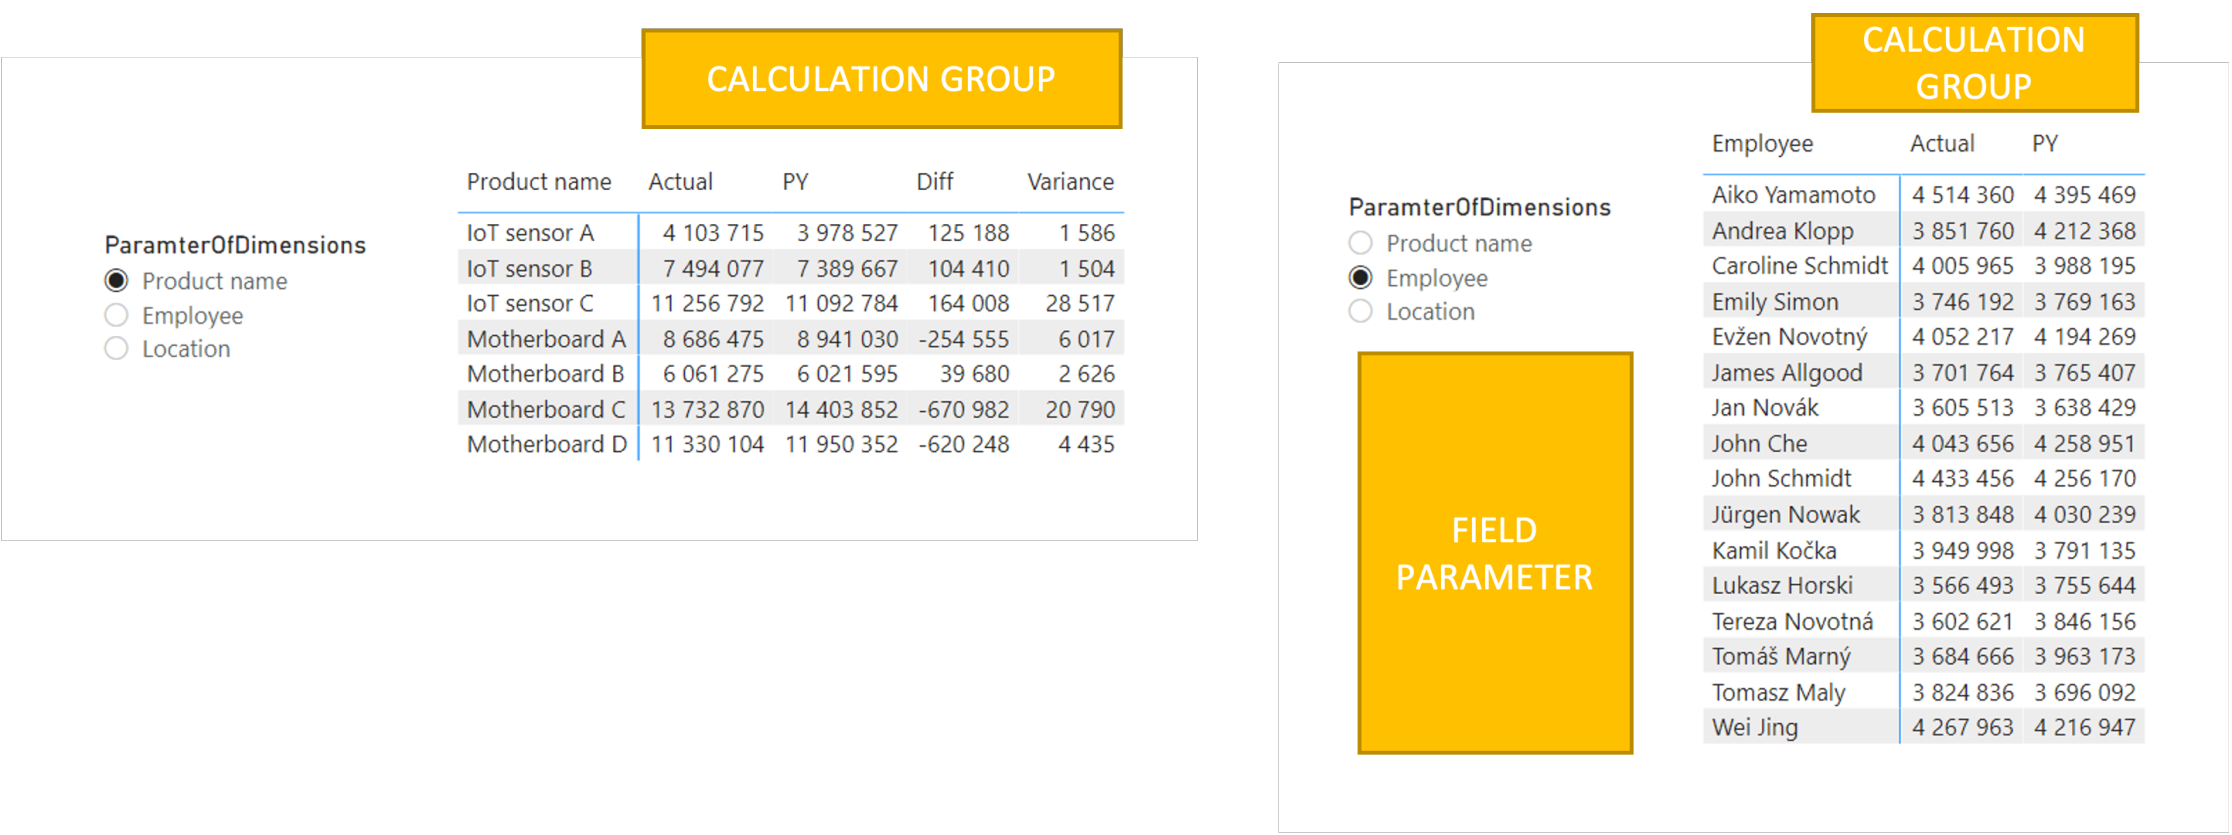 CALCULATION GROUP
ParamterOfDimensions
Product name
Employee
Location
Product name Actual PY Diff Variance
IoT sensor A 4 103 715 3 978 527 125 188 1 586
IoT sensor B 7 494 077 7 389 667 104 410 1 504
IoT sensor C 11 256 792 11 092 784 164 008 28 517
Motherboard A 8 686 475 8 941 030 -254 555 6 017
Motherboard B 6 061 275 6 021 595 39 680 2 626
Motherboard C 13 732 870 14 403 852 -670 982 20 790
Motherboard D 11 330 104 11 950 352 -620 248 4 435
CALCULATION
GROUP
ParamterOfDimensions
Product name
Employee
Location
FIELD
PARAMETER
Employee Actual PY
Aiko Yamamoto 4 514 360 4 395 469
Andrea Klopp 3 851 760 4 212 368
Caroline Schmidt 4 005 965 3 988 195
Emily Simon 3 746 192 3 769 163
Evžen Novotný 4 052 217 4 194 269
James Allgood 3 701 764 3 765 407
Jan Novák 3 605 513 3 638 429
John Che 4 043 656 4 258 951
John Schmidt 4 433 456 4 256 170
Jürgen Nowak 3 813 848 4 030 239
Kamil Kočka 3 949 998 3 791 135
Lukasz Horski 3 566 493 3 755 644
Tereza Novotná 3 602 621 3 846 156
Tomáš Marný 3 684 666 3 963 173
Tomasz Maly 3 824 836 3 696 092
Wei Jing 4 267 963 4 216 947